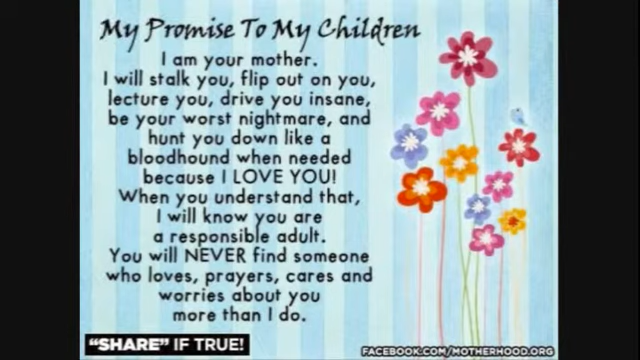 My Promise To My Children
I am your mother.
I will stalk you, flip out on you,
lecture you, drive you insane,
be your worst nightmare, and
hunt you down like a
bloodhound when needed
because I LOVE YOU!
When you understand that,
I will know you are
a responsible adult.
You will NEVER find someone
who loves, prayers, cares and
worries about you
more than I do.
"SHARE" IF TRUE!
FACEBOOK.COM/MOTHERHOOD.ORG